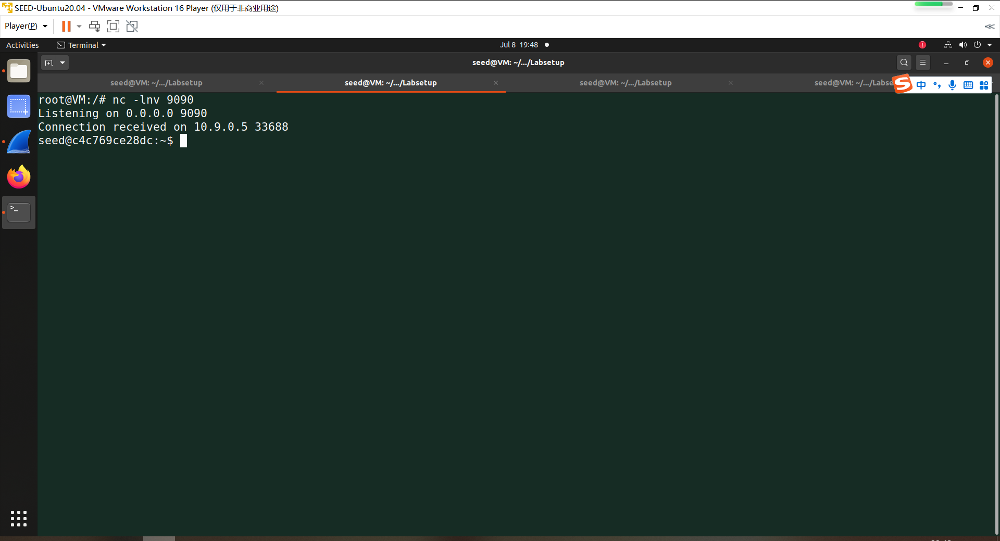 SEED-Ubuntu20.04 - VMware Workstation 16 Player (仅用于非商业用途)
Player(P)
Activities
Terminal
Jul 8 19:48
seed@VM: ~/.../Labsetup
seed@VM: ~/.../Labsetup
seed@VM: ~/.../Labsetup
seed@VM: ~/.../Labsetup
seed@VM: ~/.../Labse
中
root@VM:/# nc -lnv 9090
Listening on 0.0.0.0 9090
Connection received on 10.9.0.5 33688
seed@c4c769ce28dc:~$